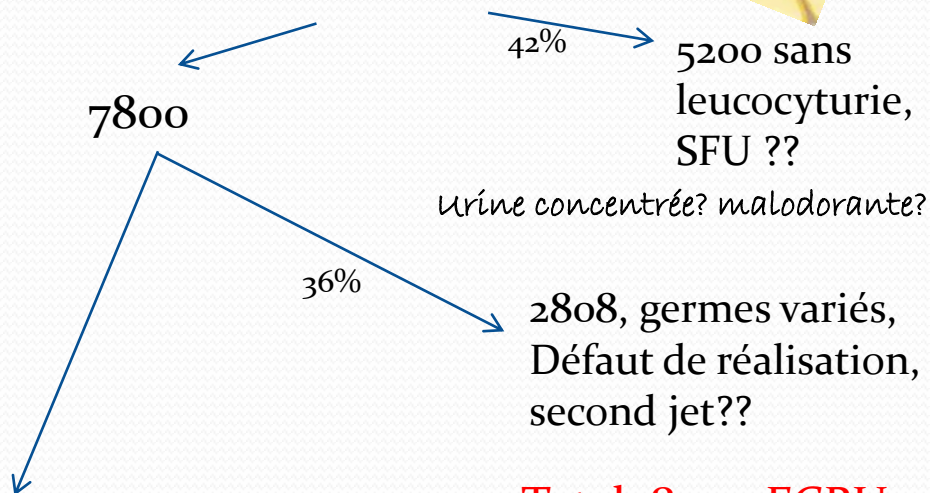 42%
5200 sans
leucocyturie,
SFU ??
7800
Urine concentrée? malodorante?
36%
2808, germes variés,
Défaut de réalisation,
second jet??